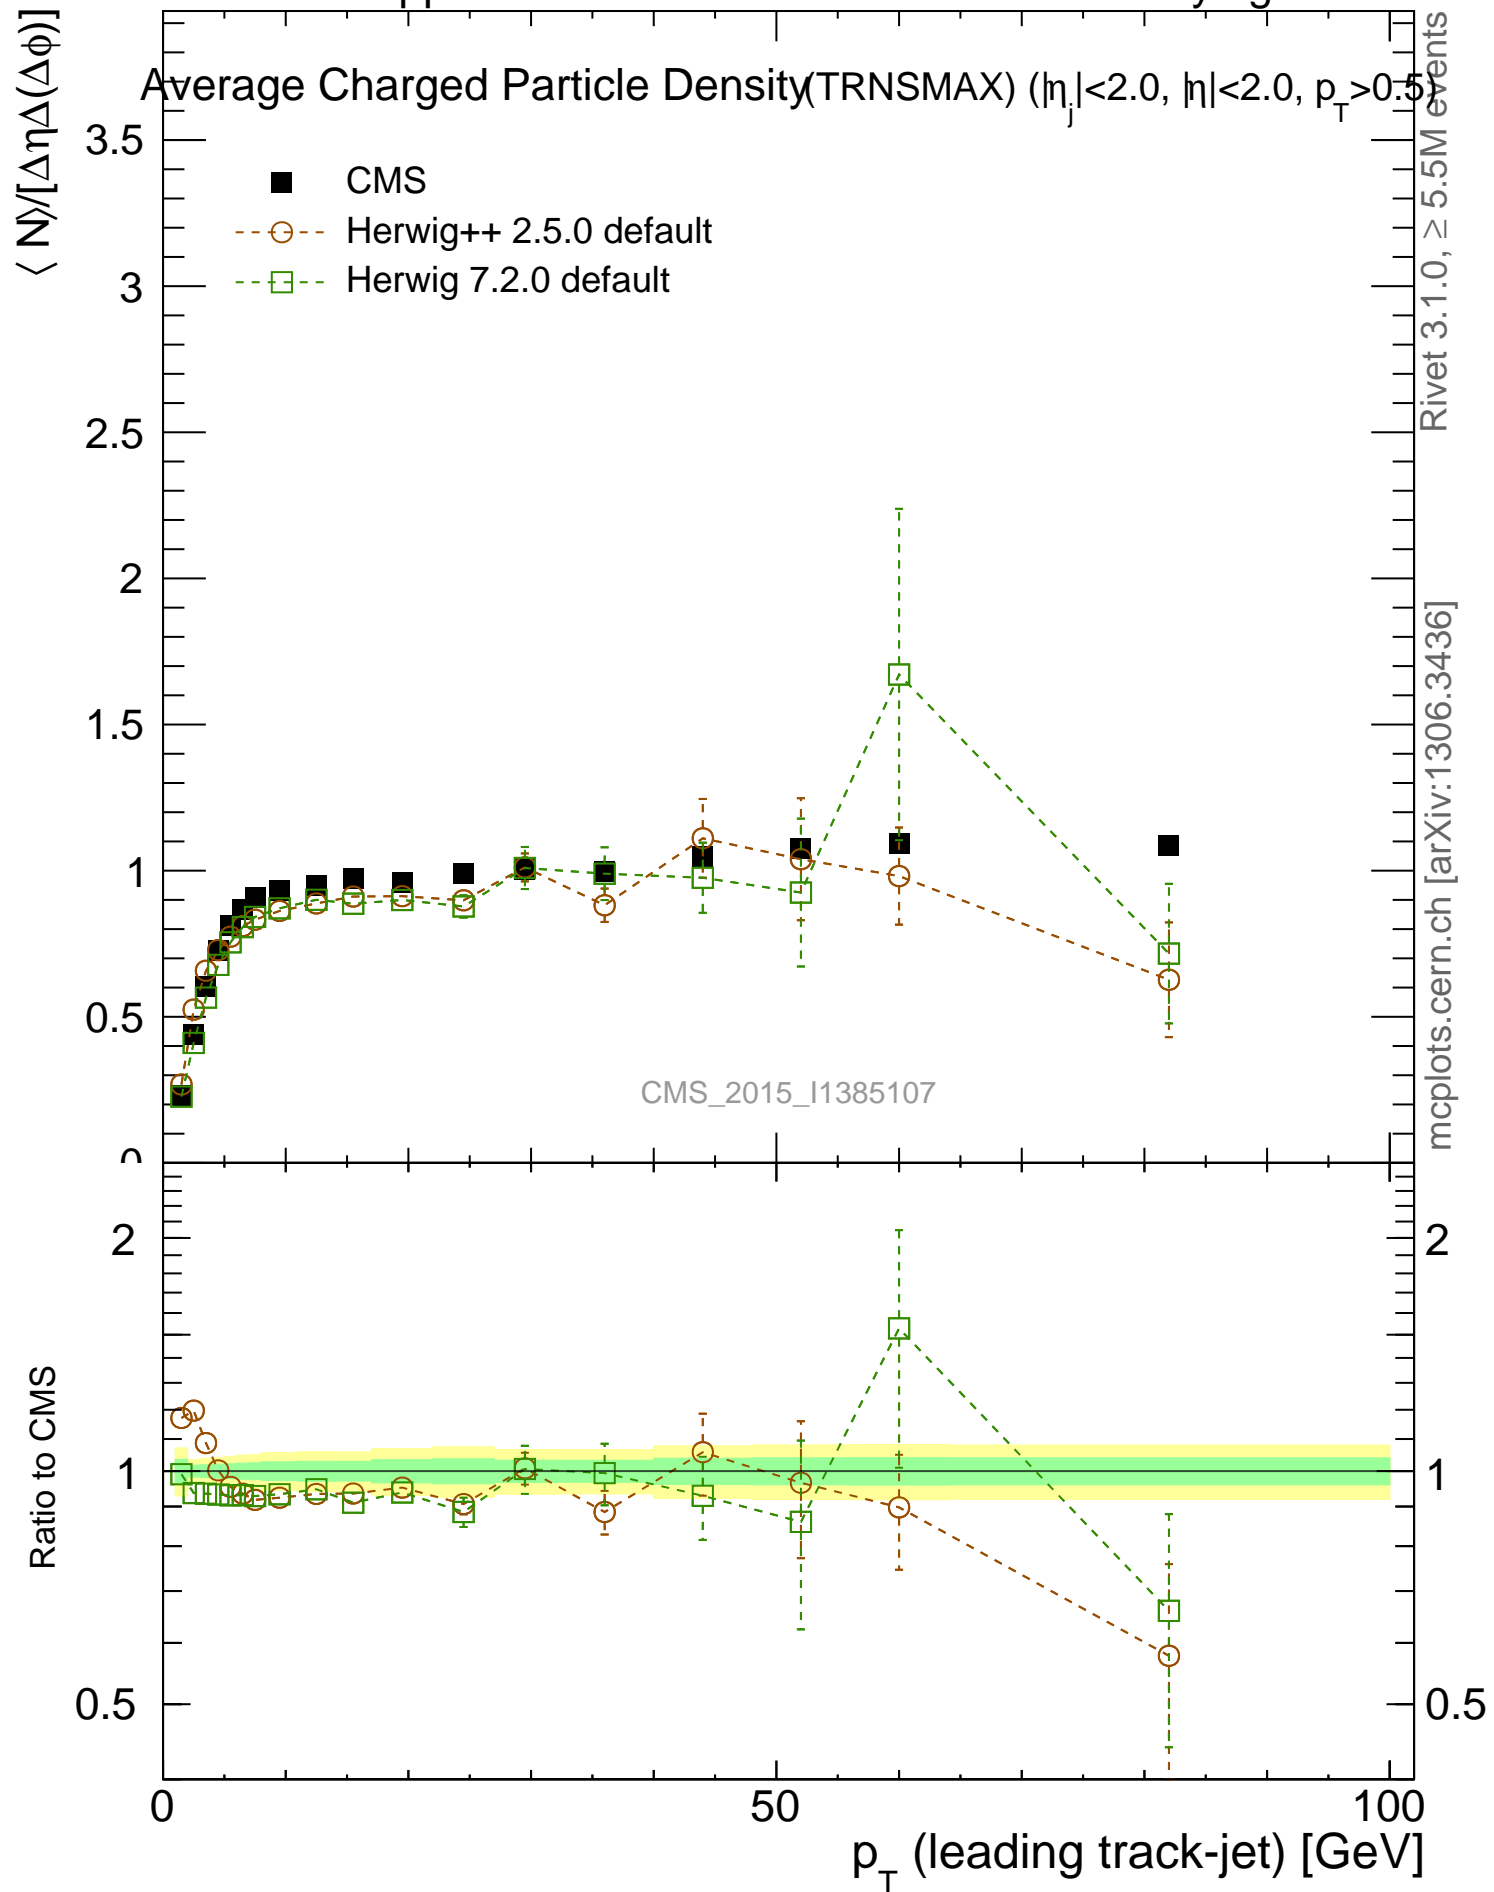 Average Charged Particle Density (TRNSMAX) (|ηj|<2.0, |η|<2.0, pT>0.5)
⟨ N⟩/[ΔηΔ(Δϕ)]
CMS
Herwig++ 2.5.0 default
Herwig 7.2.0 default
3.5
3
2.5
2
1.5
1
0.5
0
CMS_2015_I1385107
Rivet 3.1.0, ≥ 5.5M events
mcplots.cern.ch [arXiv:1306.3436]
Ratio to CMS
2
1
0.5
2
1
0.5
0
50
100
pT (leading track-jet) [GeV]